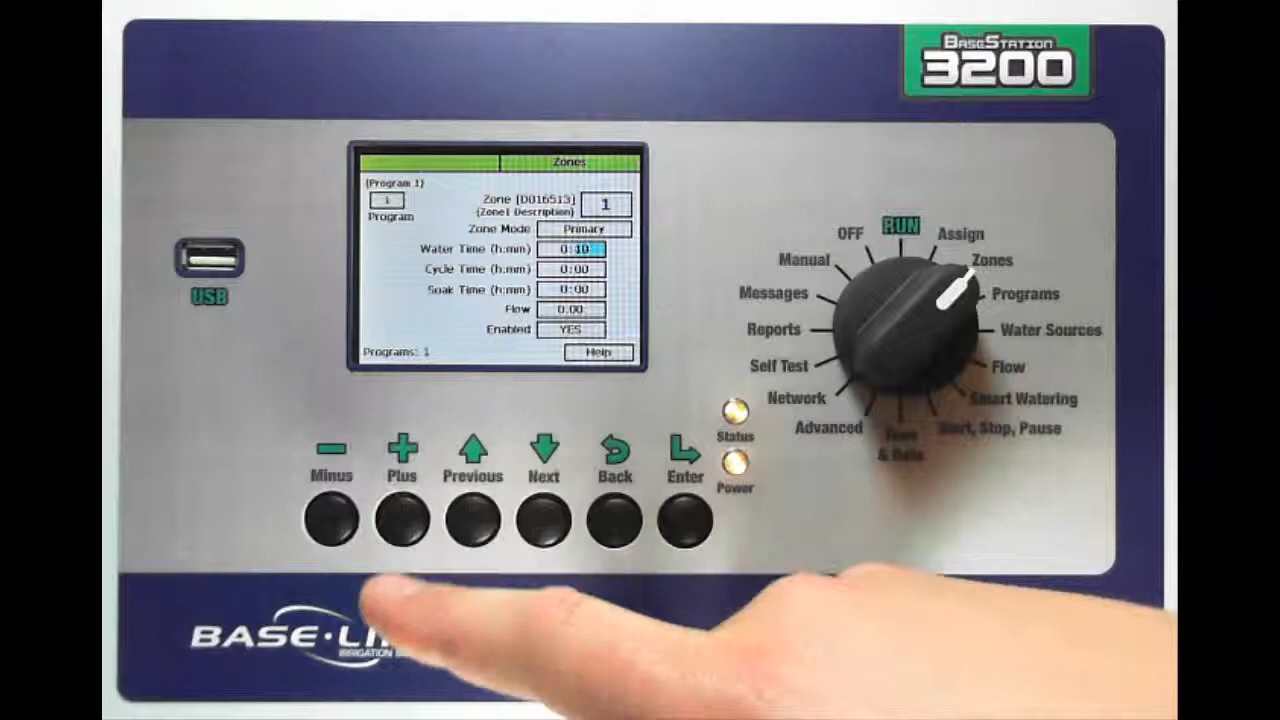 BASESTATION
3200
Zones
(Program 1)
1
Program
Zone [D016513]
1
(Zone1 Description)
Zone Mode
Primary
Water Time (h:mm)
0:10
Cycle Time (h:mm)
0:00
Soak Time (h:mm)
0:00
Flow
0.00
Enabled
YES
Programs: 1
Help
USB
OFF
RUN
Assign
Manual
Zones
Messages
Programs
Reports
Water Sources
Self Test
Flow
Network
Smart Watering
Advanced
Start, Stop, Pause
& Date
Status
Power
Minus
Plus
Previous
Next
Back
Enter
BASE·LI
IRRIGATION